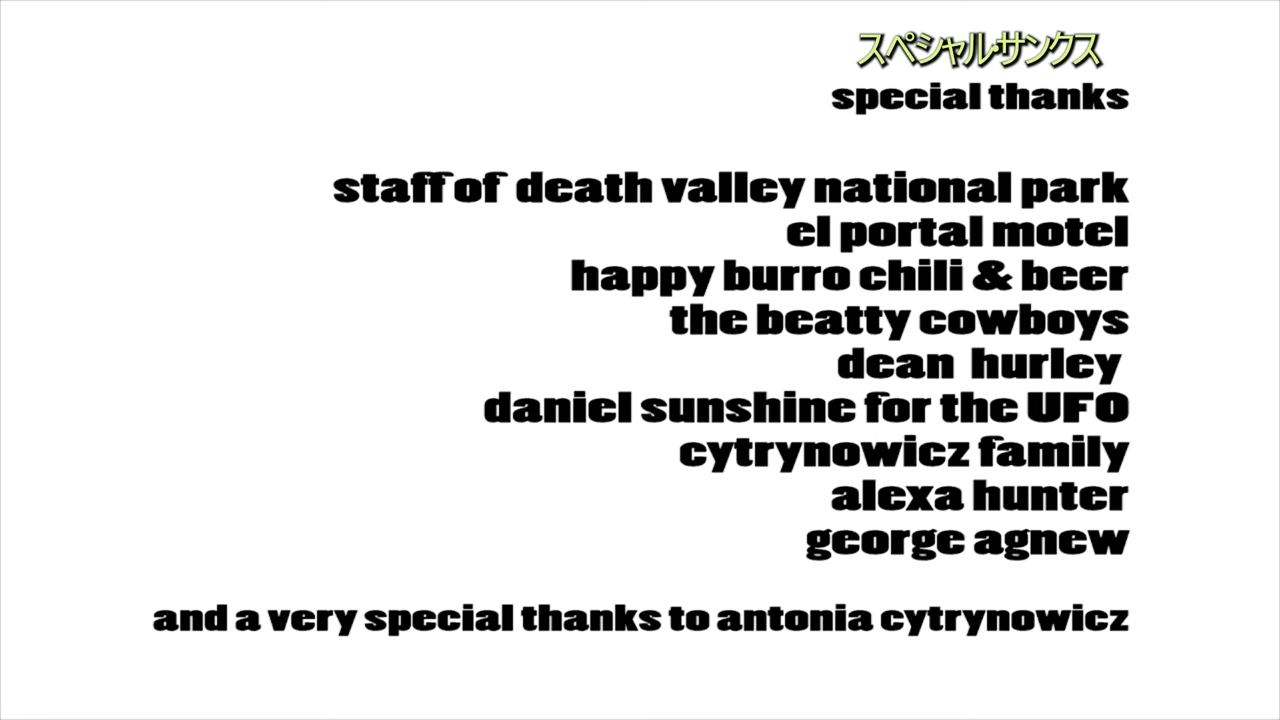 スペシャル・サンクス
special thanks
staff of death valley national park
el portal motel
happy burro chili & beer
the beatty cowboys
dean hurley
daniel sunshine for the UFO
cytrynowicz family
alexa hunter
george agnew
and a very special thanks to antonia cytrynowicz